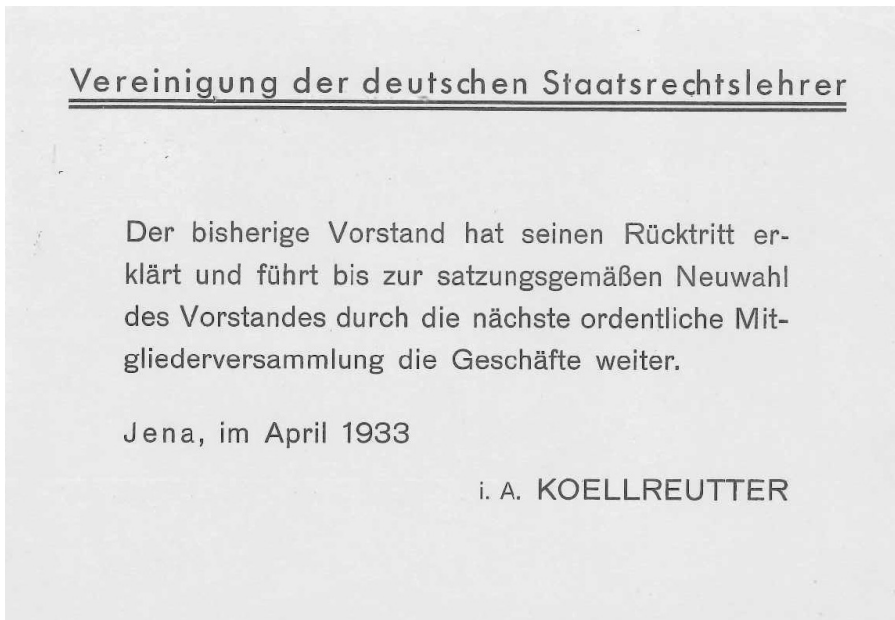 Vereinigung der deutschen Staatsrechtslehrer
Der bisherige Vorstand hat seinen Rücktritt er-
klärt und führt bis zur satzungsgemäßen Neuwahl
des Vorstandes durch die nächste ordentliche Mit-
gliederversammlung die Geschäfte weiter.
Jena, im April 1933
i. A. KOELLREUTTER